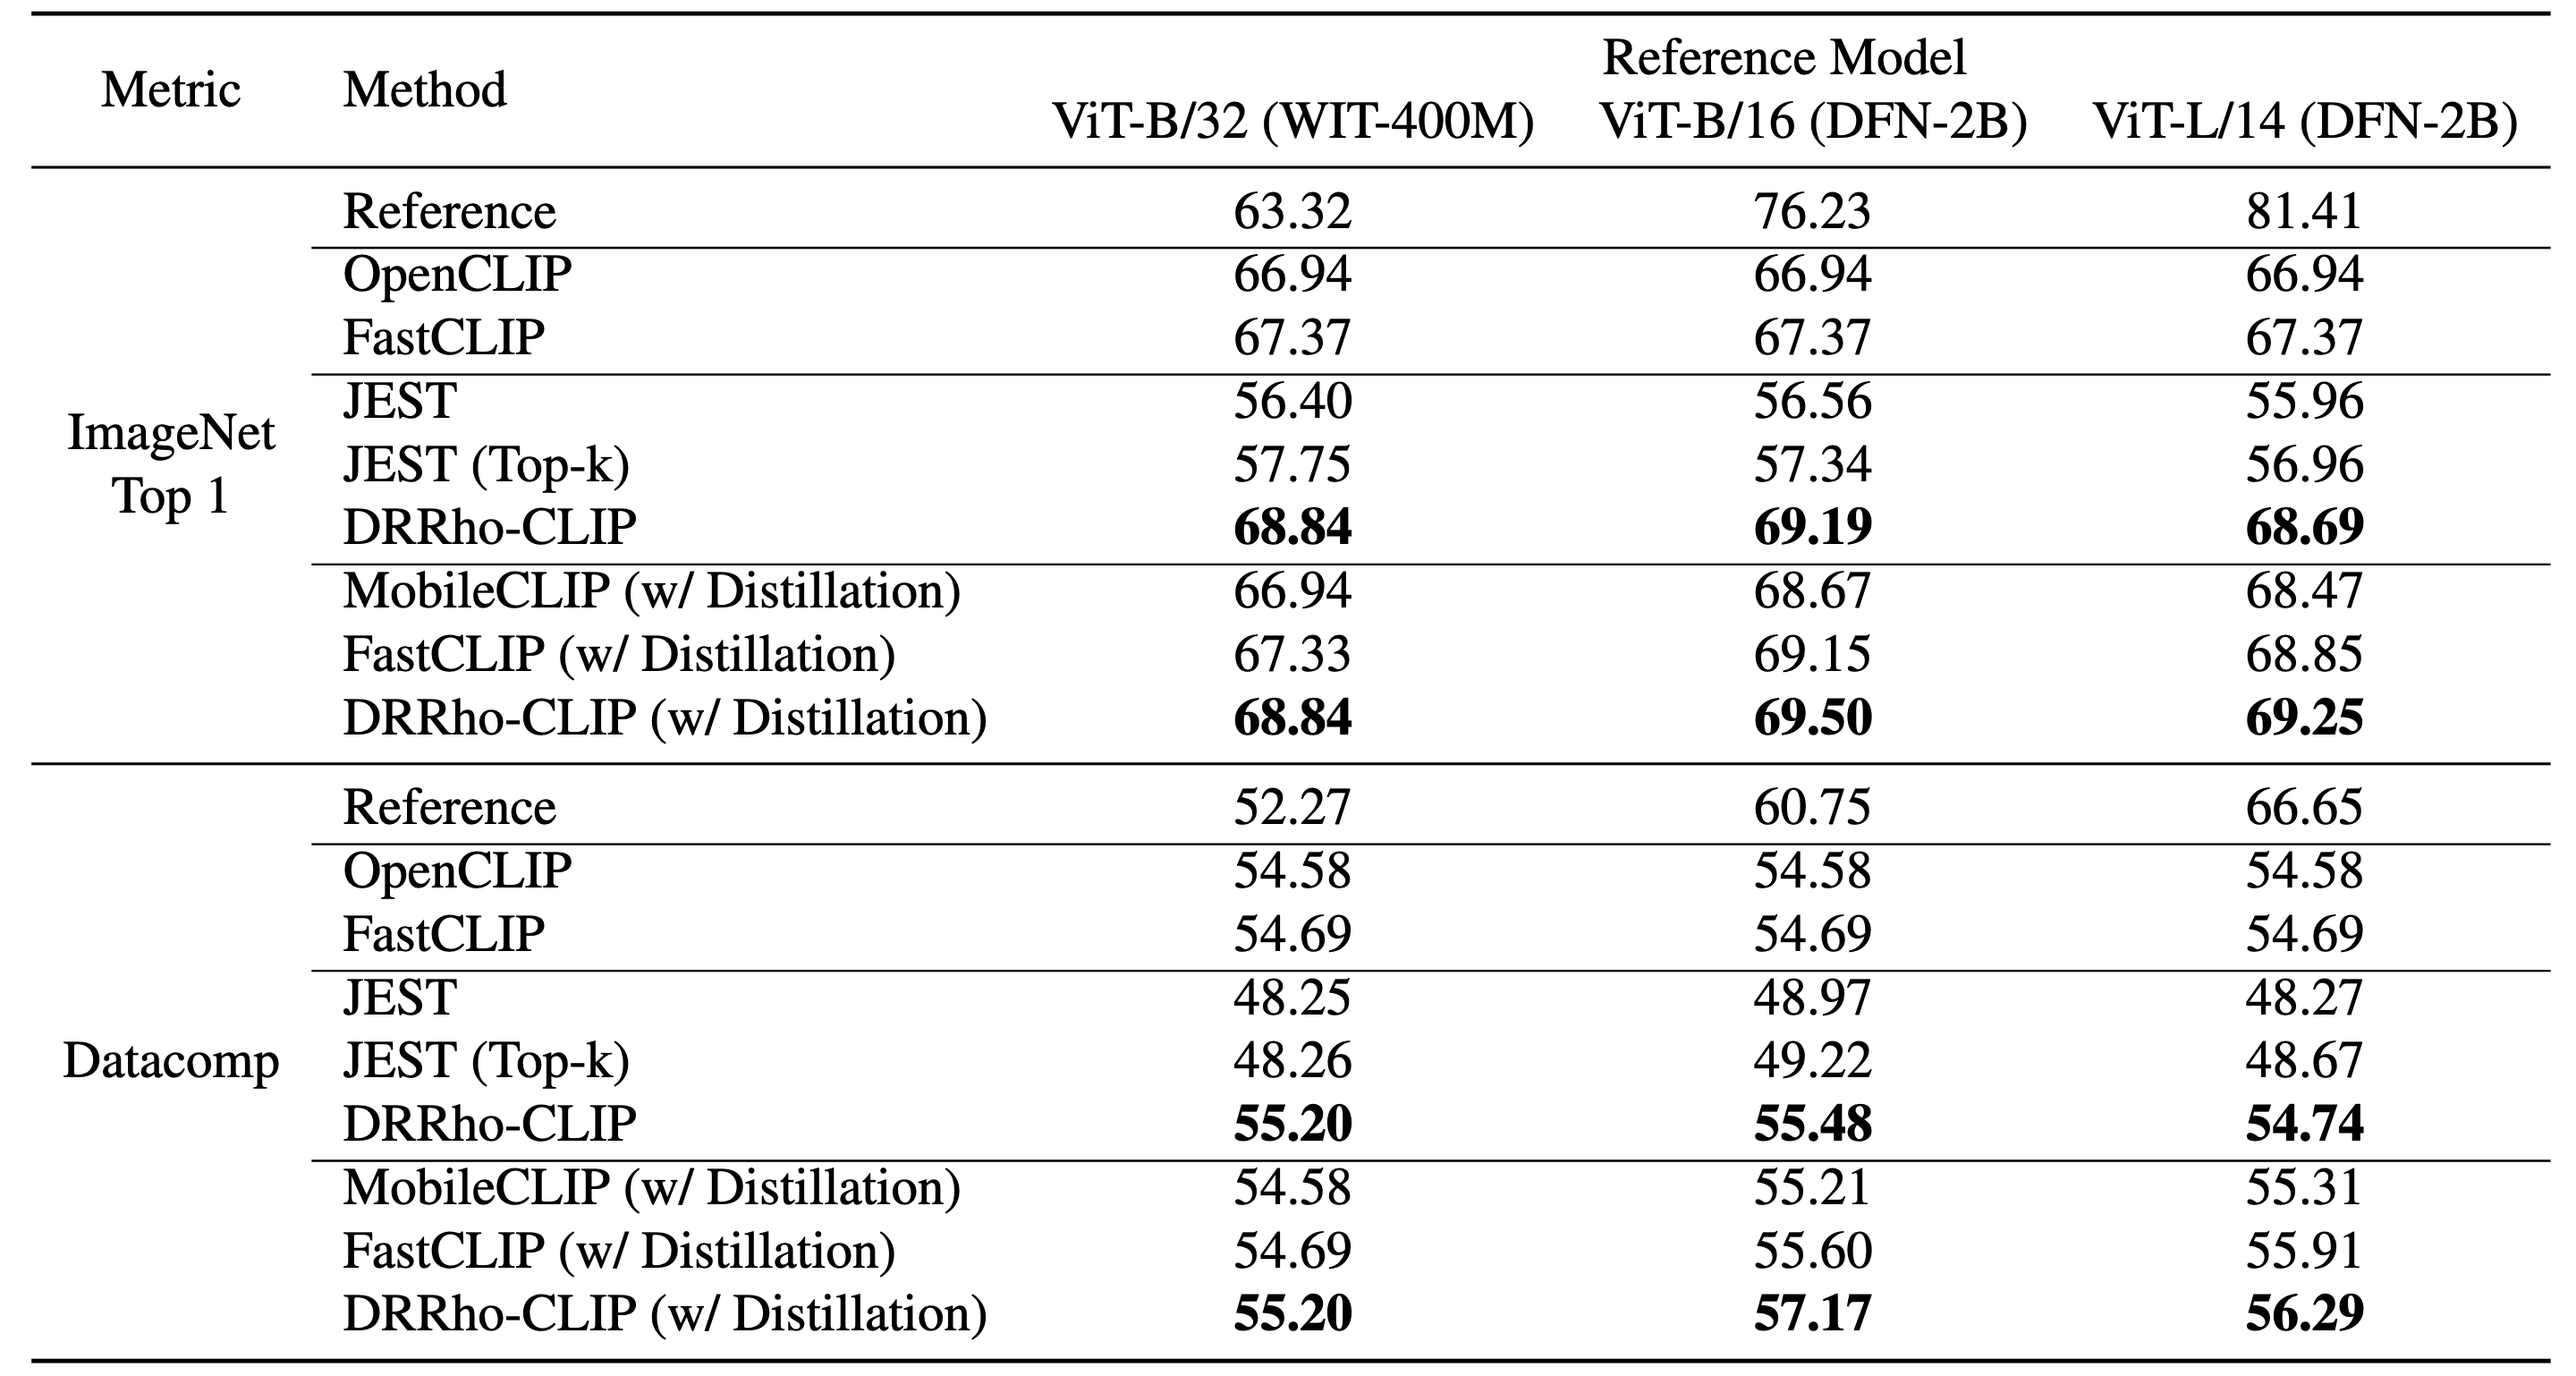 Metric Method Reference Model
ViT-B/32 (WIT-400M) ViT-B/16 (DFN-2B) ViT-L/14 (DFN-2B)
ImageNet Top 1
Reference 63.32 76.23 81.41
OpenCLIP 66.94 66.94 66.94
FastCLIP 67.37 67.37 67.37
JEST 56.40 56.56 55.96
JEST (Top-k) 57.75 57.34 56.96
DRRho-CLIP 68.84 69.19 68.69
MobileCLIP (w/ Distillation) 66.94 68.67 68.47
FastCLIP (w/ Distillation) 67.33 69.15 68.85
DRRho-CLIP (w/ Distillation) 68.84 69.50 69.25
Datacomp
Reference 52.27 60.75 66.65
OpenCLIP 54.58 54.58 54.58
FastCLIP 54.69 54.69 54.69
JEST 48.25 48.97 48.27
JEST (Top-k) 48.26 49.22 48.67
DRRho-CLIP 55.20 55.48 54.74
MobileCLIP (w/ Distillation) 54.58 55.21 55.31
FastCLIP (w/ Distillation) 54.69 55.60 55.91
DRRho-CLIP (w/ Distillation) 55.20 57.17 56.29